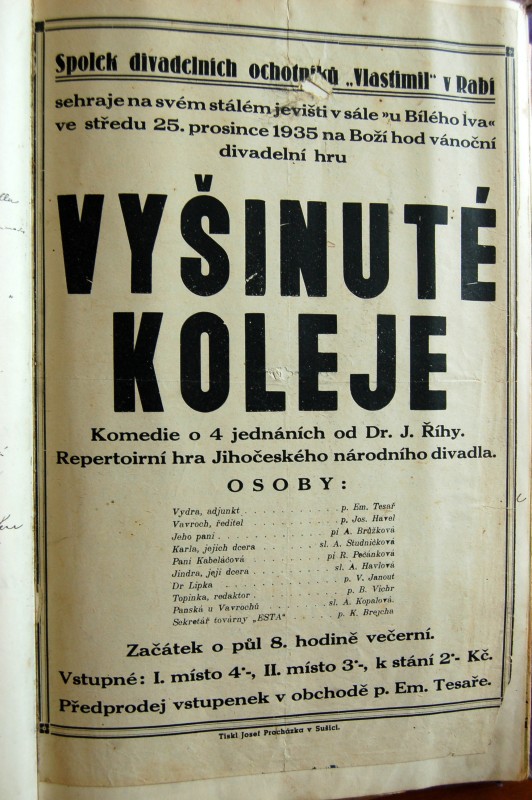 Spolek divadelních ochotníků „Vlastimil“ v Rabí
sehraje na svém stálém jevišti v sále »u Bílého lva«
ve středu 25. prosince 1935 na Boží hod vánoční
divadelní hru
VYŠINUTÉ
KOLEJE
Komedie o 4 jednáních od Dr. J. Říhy.
Repertoirní hra Jihočeského národního divadla.
OSOBY:
Vydra, adjunkt . . . . . . . . . . p. Em. Tesař
Vavroch, ředitel . . . . . . . . . . p. Jos. Havel
Jeho paní . . . . . . . . . . pí A. Brůžková
Karla, jejich dcera . . . . . . . . . . sl. A. Studničková
Paní Kabeláčová . . . . . . . . . . pí R. Pečánková
Jindra, její dcera . . . . . . . . . . sl. A. Havlová
Dr Lipka . . . . . . . . . . p. V. Janout
Topinka, redaktor . . . . . . . . . . p. B. Vichr
Panská u Vavrochů . . . . . . . . . . sl. A. Kopalová.
Sekretář továrny „ESTA“ . . . . . . . . . . p. K. Brejcha
Začátek o půl 8. hodině večerní.
Vstupné: I. místo 4·-, II. místo 3·-, k stání 2·- Kč.
Předprodej vstupenek v obchodě p. Em. Tesaře.
Tiskl Josef Procházka v Sušici.